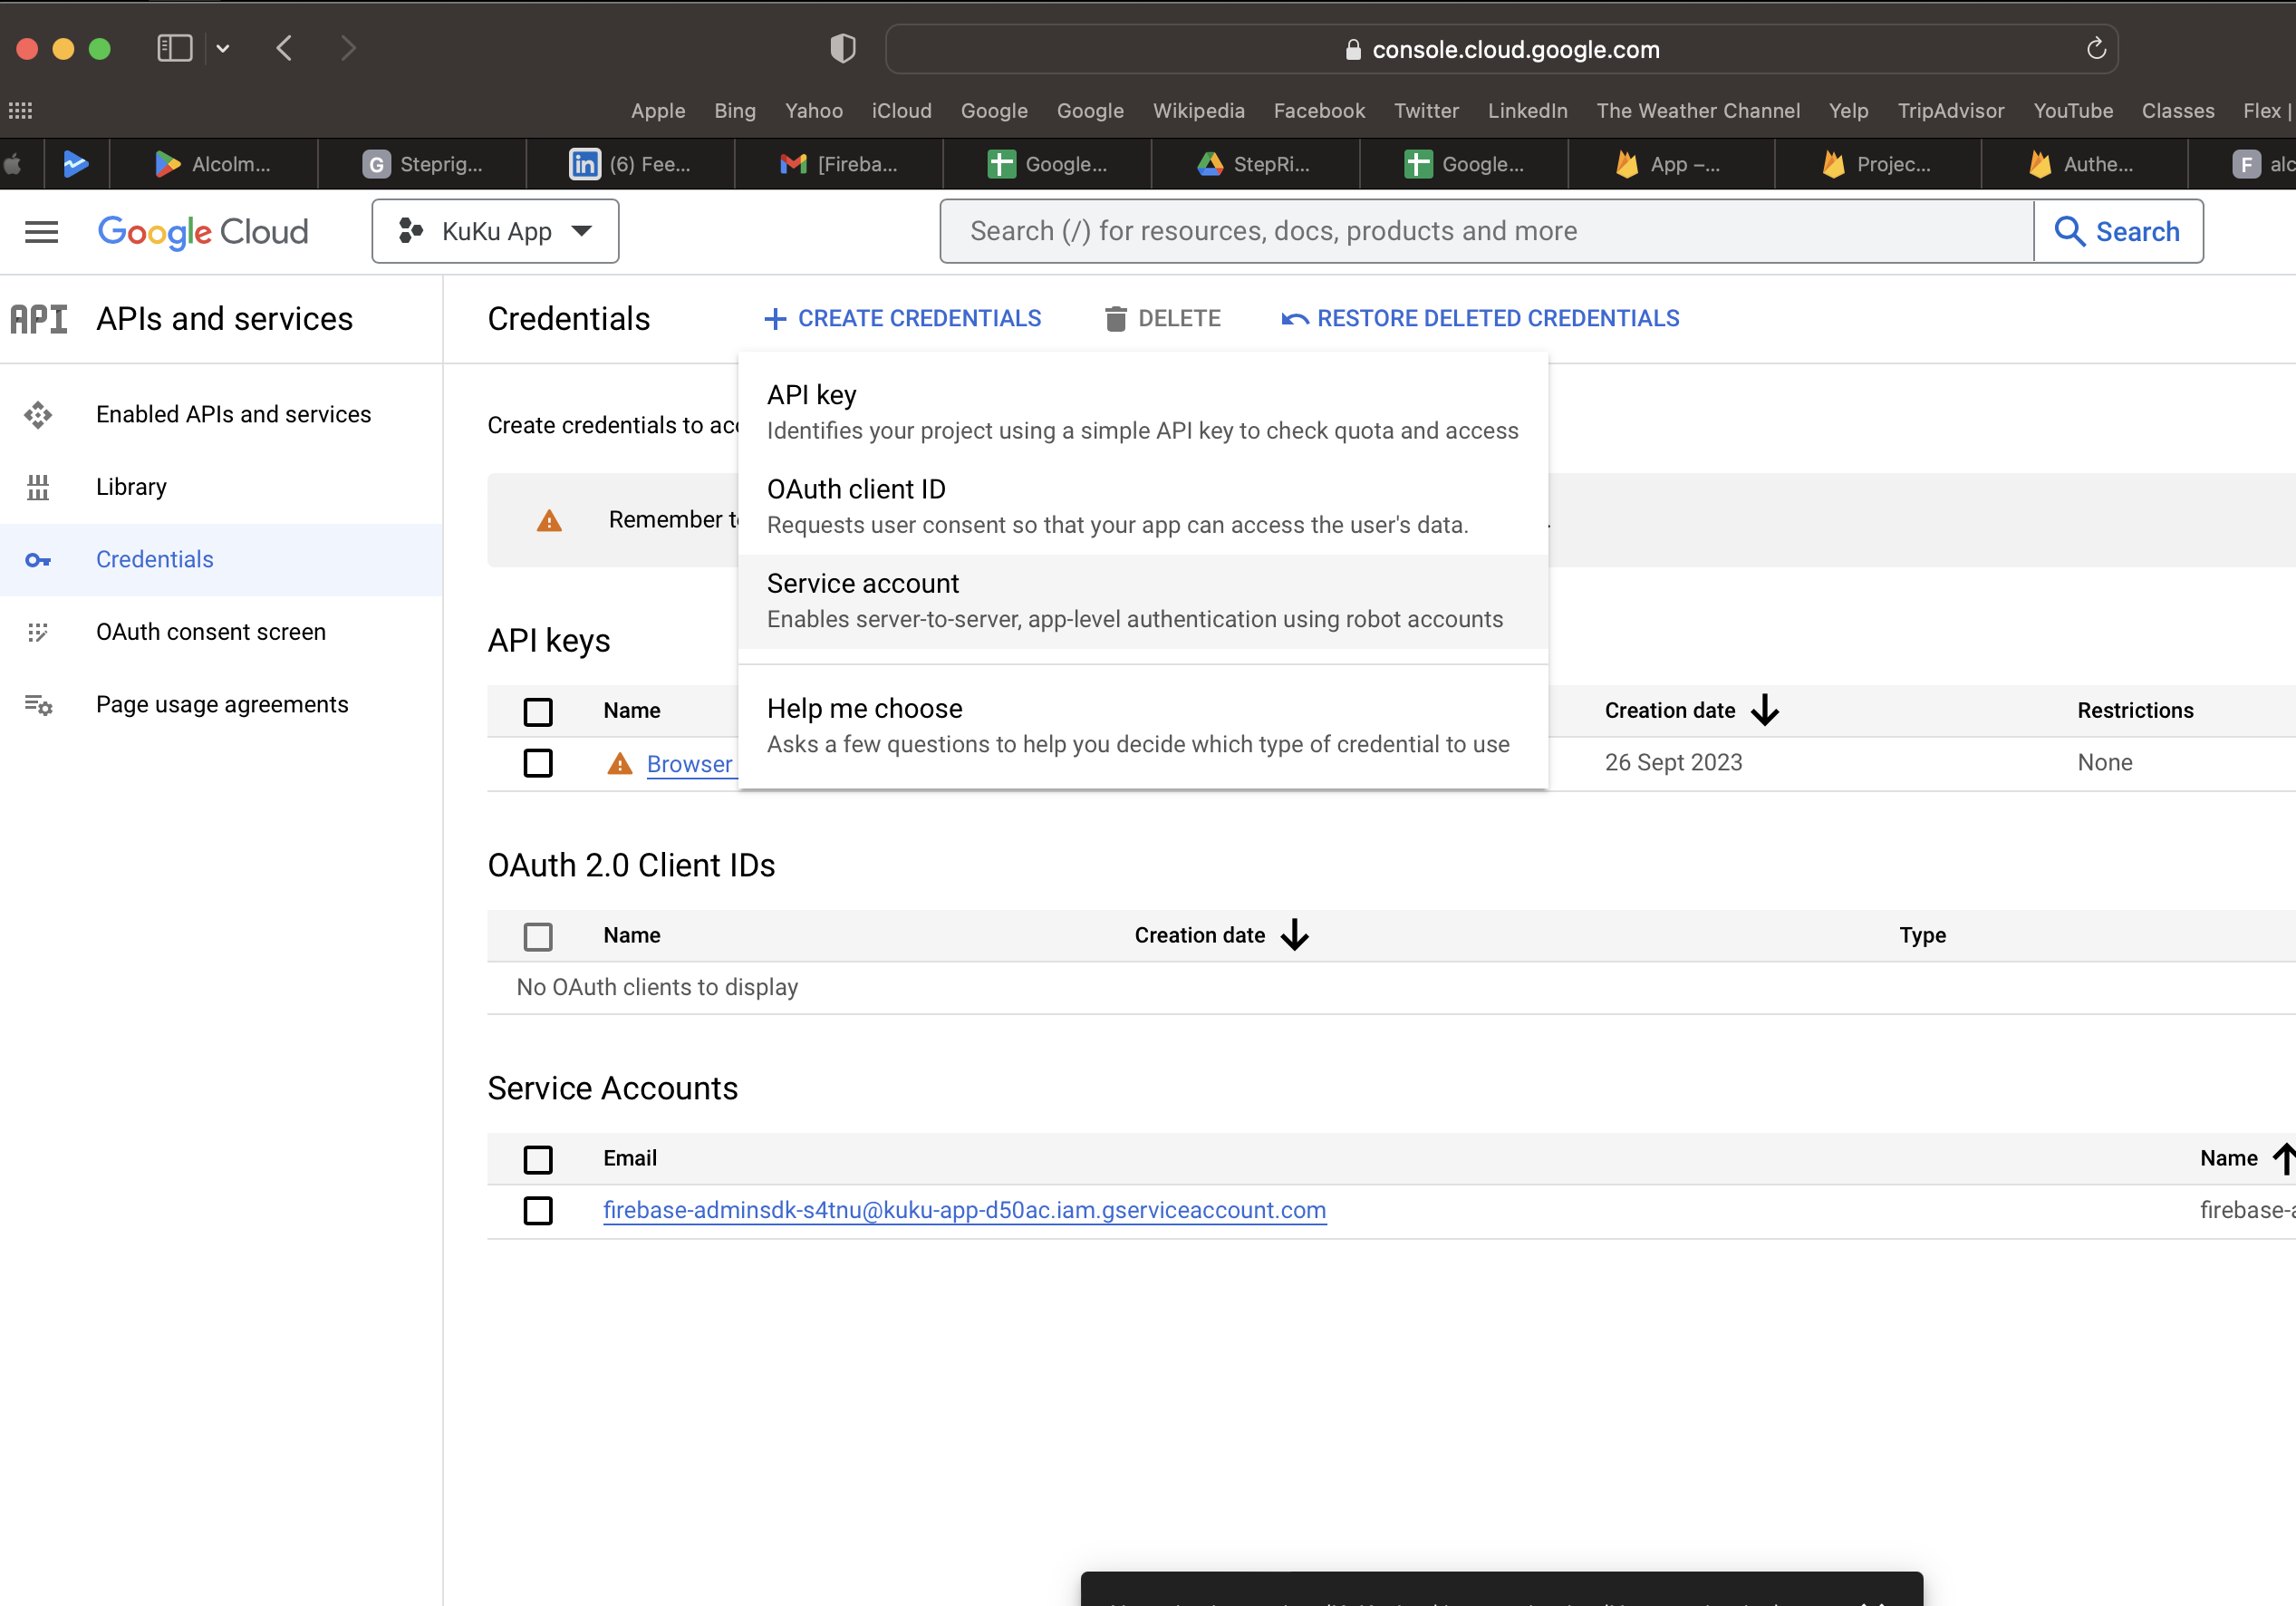 console.cloud.google.com
Apple Bing Yahoo iCloud Google Google Wikipedia Facebook Twitter LinkedIn The Weather Channel Yelp TripAdvisor YouTube Classes Flex |
Alcolm... G Steprig... in (6) Fee... [Fireba... Google... StepRi... Google... App –... Projec... Authe... F alc
Google Cloud KuKu App Search (/) for resources, docs, products and more Search
API APIs and services Credentials CREATE CREDENTIALS DELETE RESTORE DELETED CREDENTIALS
Enabled APIs and services
Library
Credentials
OAuth consent screen
Page usage agreements
Create credentials to acc
Remember t
API key
Identifies your project using a simple API key to check quota and access
OAuth client ID
Requests user consent so that your app can access the user's data.
Service account
Enables server-to-server, app-level authentication using robot accounts
Help me choose
Asks a few questions to help you decide which type of credential to use
API keys
Name Creation date Restrictions
Browser 26 Sept 2023 None
OAuth 2.0 Client IDs
Name Creation date Type
No OAuth clients to display
Service Accounts
Email Name
firebase-adminsdk-s4tnu@kuku-app-d50ac.iam.gserviceaccount.com firebase-a